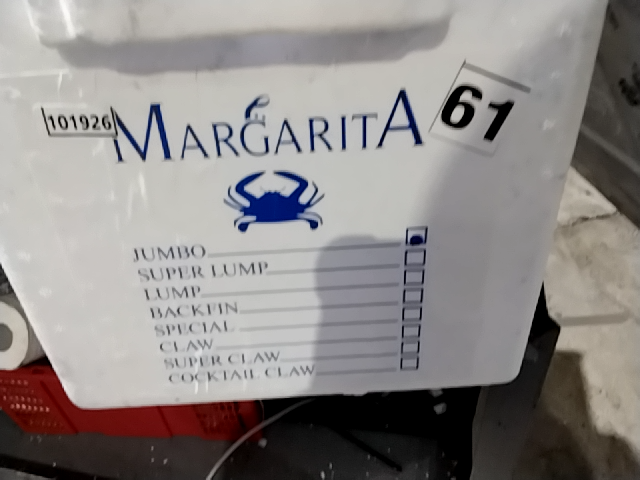 101926
MARGARITA
61
JUMBO
SUPER LUMP
LUMP
BACKFIN
SPECIAL
CLAW
SUPER CLAW
COCKTAIL CLAW